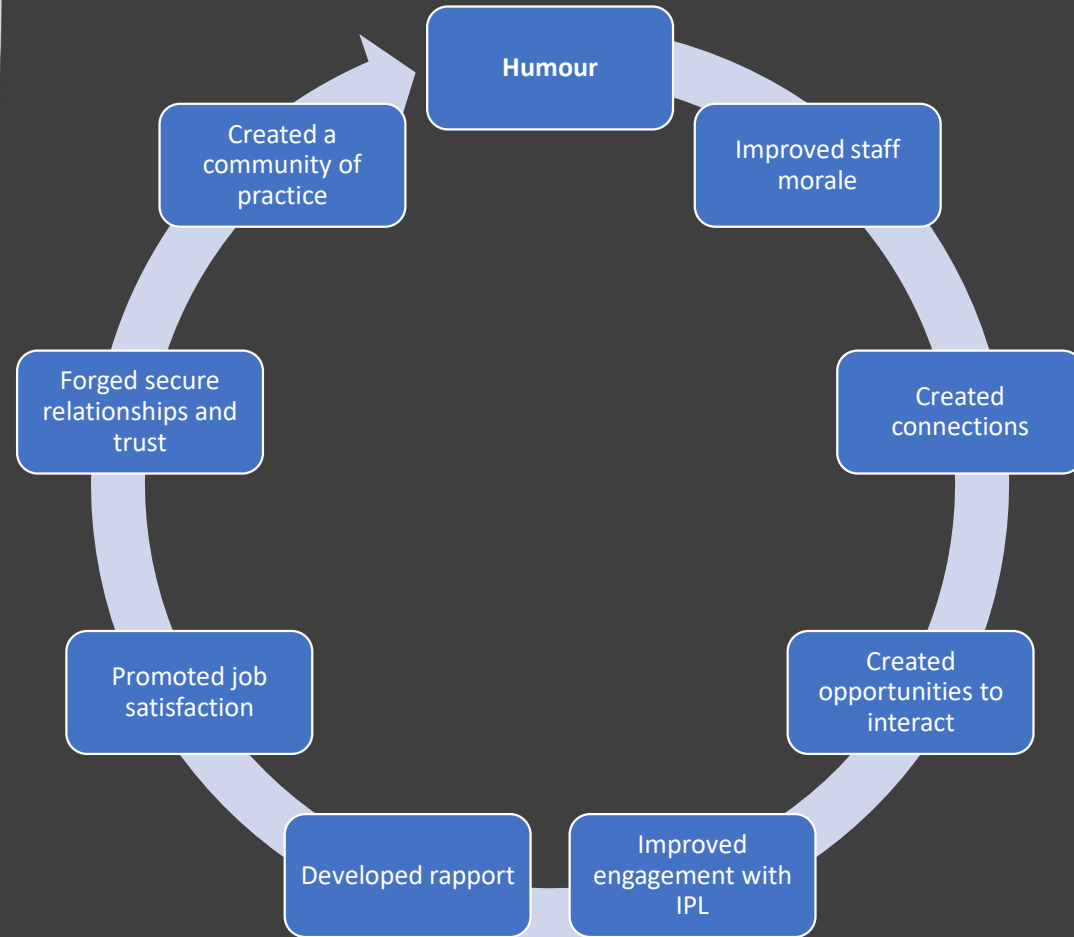 Humour
Improved staff
morale
Created
connections
Created
opportunities to
interact
Improved
engagement with
IPL
Developed rapport
Promoted job
satisfaction
Forged secure
relationships and
trust
Created a
community of
practice